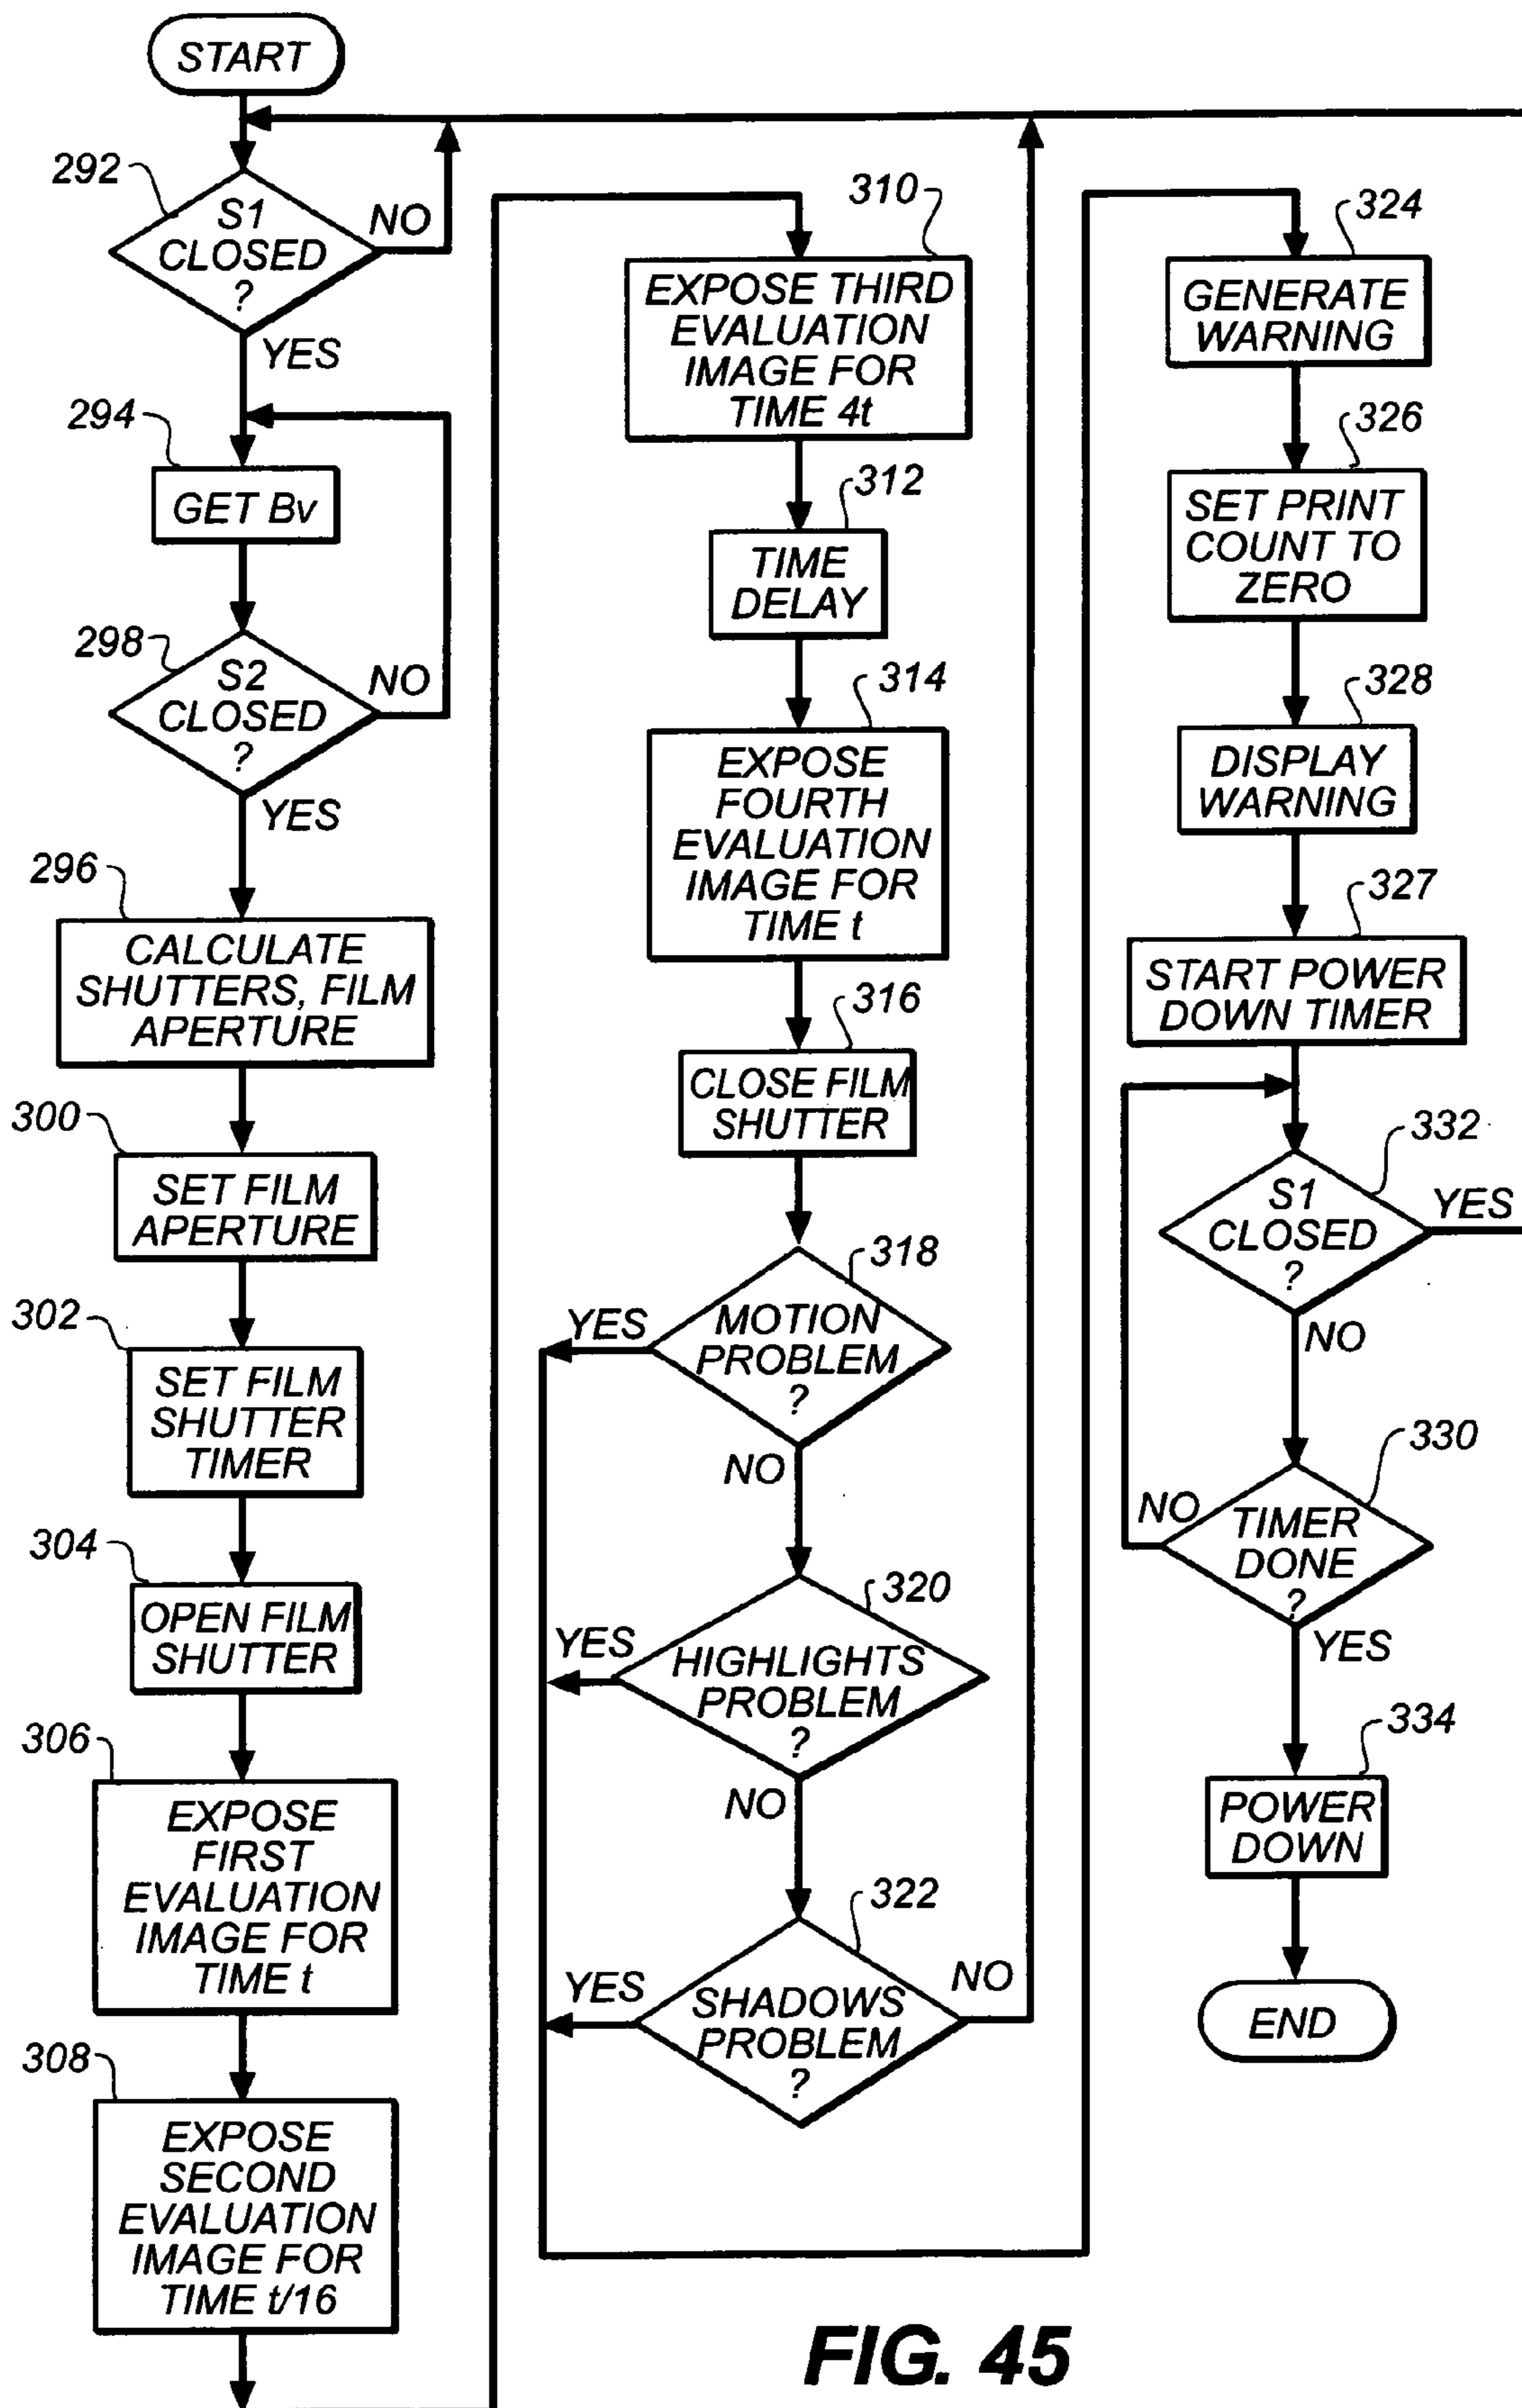 START
292
S1
CLOSED
?
NO
YES
294
GET Bv
298
S2
CLOSED
?
NO
YES
296
CALCULATE
SHUTTERS, FILM
APERTURE
300
SET FILM
APERTURE
302
SET FILM
SHUTTER
TIMER
304
OPEN FILM
SHUTTER
306
EXPOSE
FIRST
EVALUATION
IMAGE FOR
TIME t
308
EXPOSE
SECOND
EVALUATION
IMAGE FOR
TIME t/16
310
EXPOSE THIRD
EVALUATION
IMAGE FOR
TIME 4t
312
TIME
DELAY
314
EXPOSE
FOURTH
EVALUATION
IMAGE FOR
TIME t
316
CLOSE FILM
SHUTTER
318
YES
MOTION
PROBLEM
?
NO
320
YES
HIGHLIGHTS
PROBLEM
?
NO
322
YES
SHADOWS
PROBLEM
?
NO
324
GENERATE
WARNING
326
SET PRINT
COUNT TO
ZERO
328
DISPLAY
WARNING
327
START POWER
DOWN TIMER
332
S1
CLOSED
?
YES
NO
330
NO
TIMER
DONE
?
YES
334
POWER
DOWN
END
FIG. 45